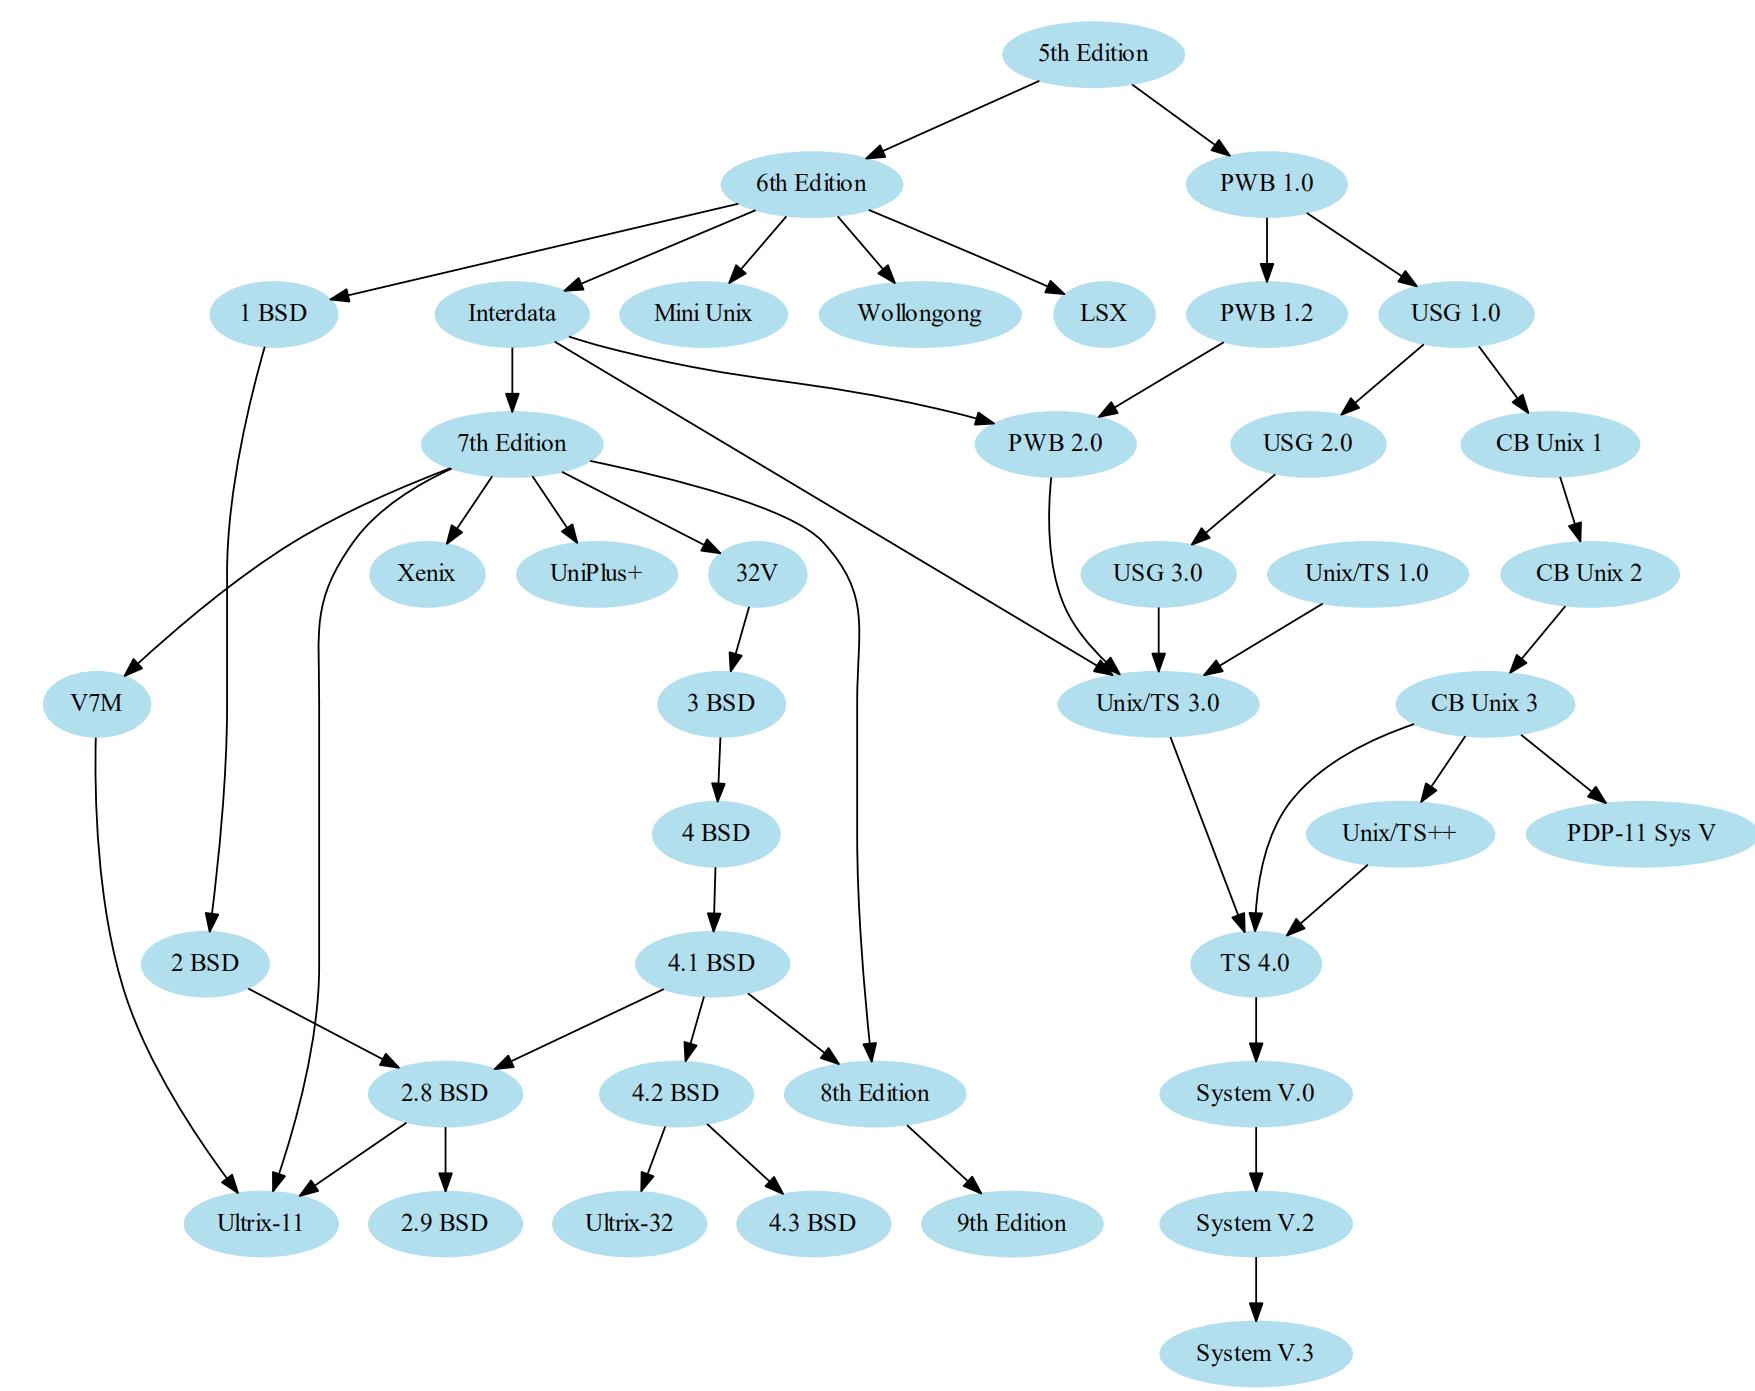 5th Edition
6th Edition
PWB 1.0
1 BSD
Interdata
Mini Unix
Wollongong
LSX
PWB 1.2
USG 1.0
7th Edition
PWB 2.0
USG 2.0
CB Unix 1
Xenix
UniPlus+
32V
USG 3.0
Unix/TS 1.0
CB Unix 2
V7M
3 BSD
Unix/TS 3.0
CB Unix 3
4 BSD
Unix/TS++
PDP-11 Sys V
2 BSD
4.1 BSD
TS 4.0
2.8 BSD
4.2 BSD
8th Edition
System V.0
Ultrix-11
2.9 BSD
Ultrix-32
4.3 BSD
9th Edition
System V.2
System V.3